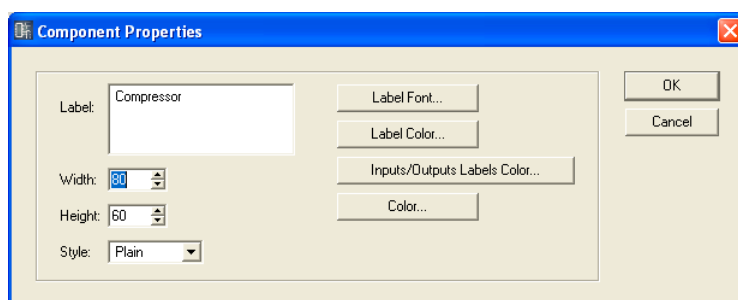 Component Properties
Label:
Compressor
Label Font...
OK
Label Color...
Cancel
Width: 80
Inputs/Outputs Labels Color...
Height: 60
Color...
Style: Plain